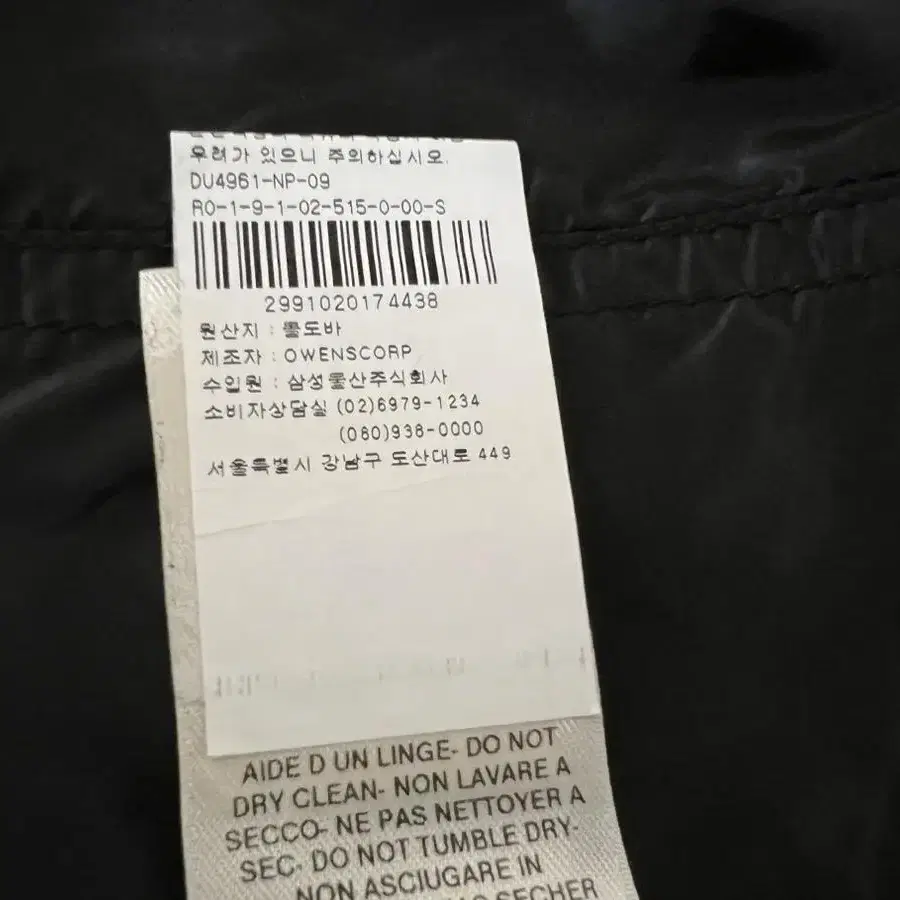 우려가 있으니 주의하십시오.
DU4961-NP-09
R0-1-9-1-02-515-0-00-S
2991020174438
원산지 : 몰도바
제조자 : OWENSCORP
수입원 : 삼성물산주식회사
소비자상담실 (02)6979-1234
(080)938-0000
서울특별시 강남구 도산대로 449
AIDE D UN LINGE- DO NOT
DRY CLEAN- NON LAVARE A
SECCO- NE PAS NETTOYER A
SEC- DO NOT TUMBLE DRY-
NON ASCIUGARE IN
PAS SECHER